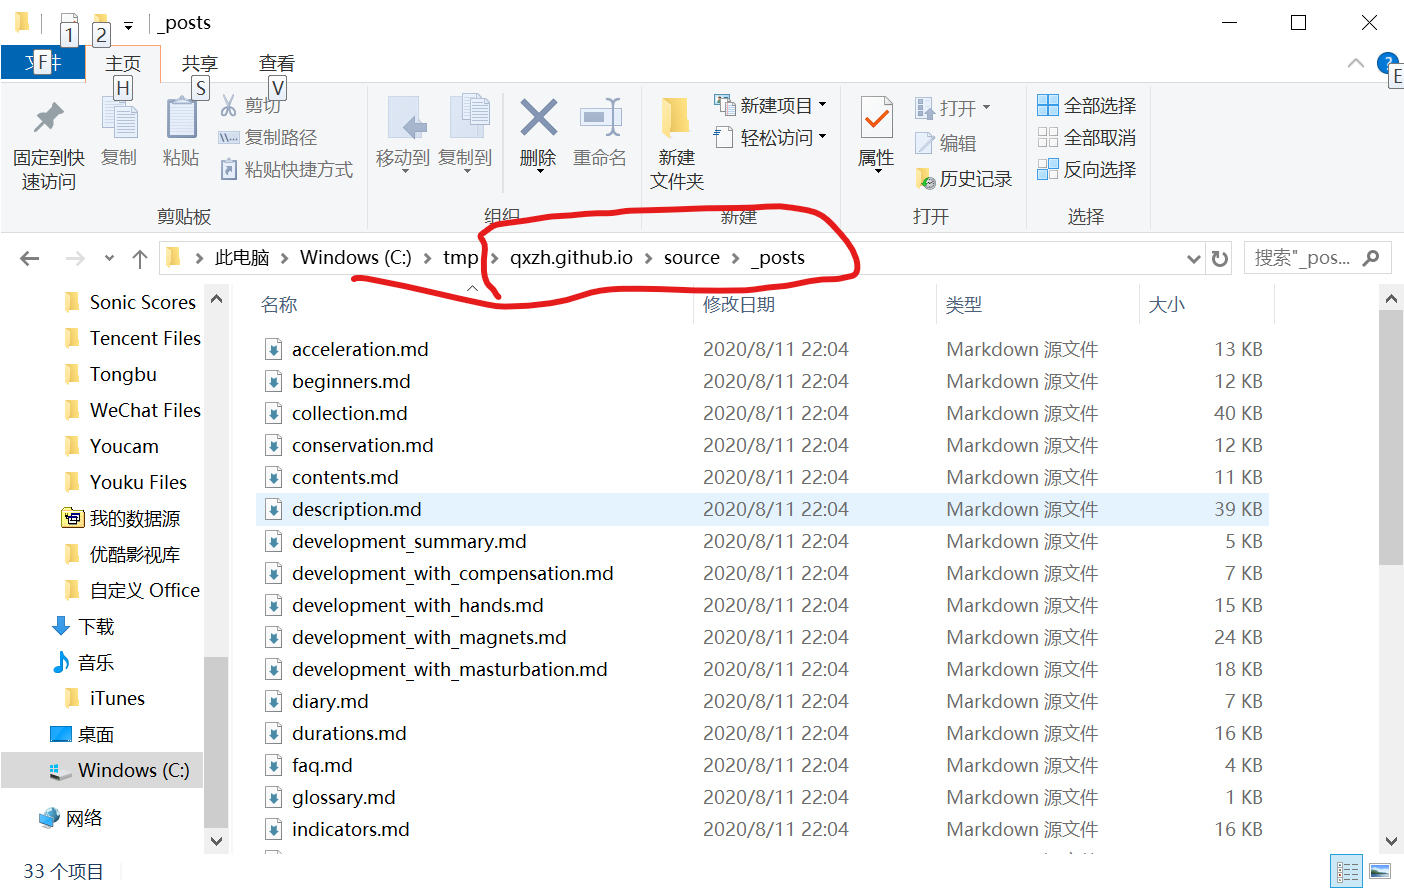 _posts
1
2
文件
F
主页
共享
查看
H
S
V
E
?
固定到快
速访问
复制
粘贴
剪切
复制路径
粘贴快捷方式
剪贴板
移动到
复制到
删除
重命名
组织
新建
文件夹
新建项目
轻松访问
新建
属性
打开
编辑
历史记录
打开
全部选择
全部取消
反向选择
选择
此电脑 > Windows (C:) > tmp > qxzh.github.io > source > _posts
搜索"_pos...
名称 修改日期 类型 大小
Sonic Scores
Tencent Files
Tongbu
WeChat Files
Youcam
Youku Files
我的数据源
优酷影视库
自定义 Office
下载
音乐
iTunes
桌面
Windows (C:)
网络
acceleration.md 2020/8/11 22:04 Markdown 源文件 13 KB
beginners.md 2020/8/11 22:04 Markdown 源文件 12 KB
collection.md 2020/8/11 22:04 Markdown 源文件 40 KB
conservation.md 2020/8/11 22:04 Markdown 源文件 12 KB
contents.md 2020/8/11 22:04 Markdown 源文件 11 KB
description.md 2020/8/11 22:04 Markdown 源文件 39 KB
development_summary.md 2020/8/11 22:04 Markdown 源文件 5 KB
development_with_compensation.md 2020/8/11 22:04 Markdown 源文件 7 KB
development_with_hands.md 2020/8/11 22:04 Markdown 源文件 15 KB
development_with_magnets.md 2020/8/11 22:04 Markdown 源文件 24 KB
development_with_masturbation.md 2020/8/11 22:04 Markdown 源文件 18 KB
diary.md 2020/8/11 22:04 Markdown 源文件 7 KB
durations.md 2020/8/11 22:04 Markdown 源文件 16 KB
faq.md 2020/8/11 22:04 Markdown 源文件 4 KB
glossary.md 2020/8/11 22:04 Markdown 源文件 1 KB
indicators.md 2020/8/11 22:04 Markdown 源文件 16 KB
33 个项目